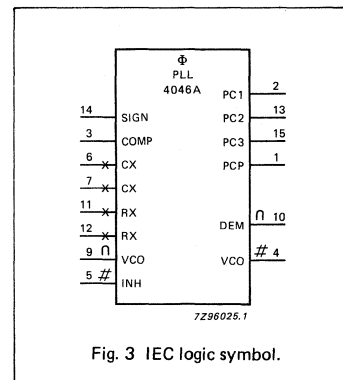 Φ
PLL
4046A
14 SIGN
3 COMP
6 CX
7 CX
11 RX
12 RX
9 ∩ VCO
5 # INH
PC1 2
PC2 13
PC3 15
PCP 1
DEM ∩ 10
VCO # 4
7Z96025.1
Fig. 3 IEC logic symbol.